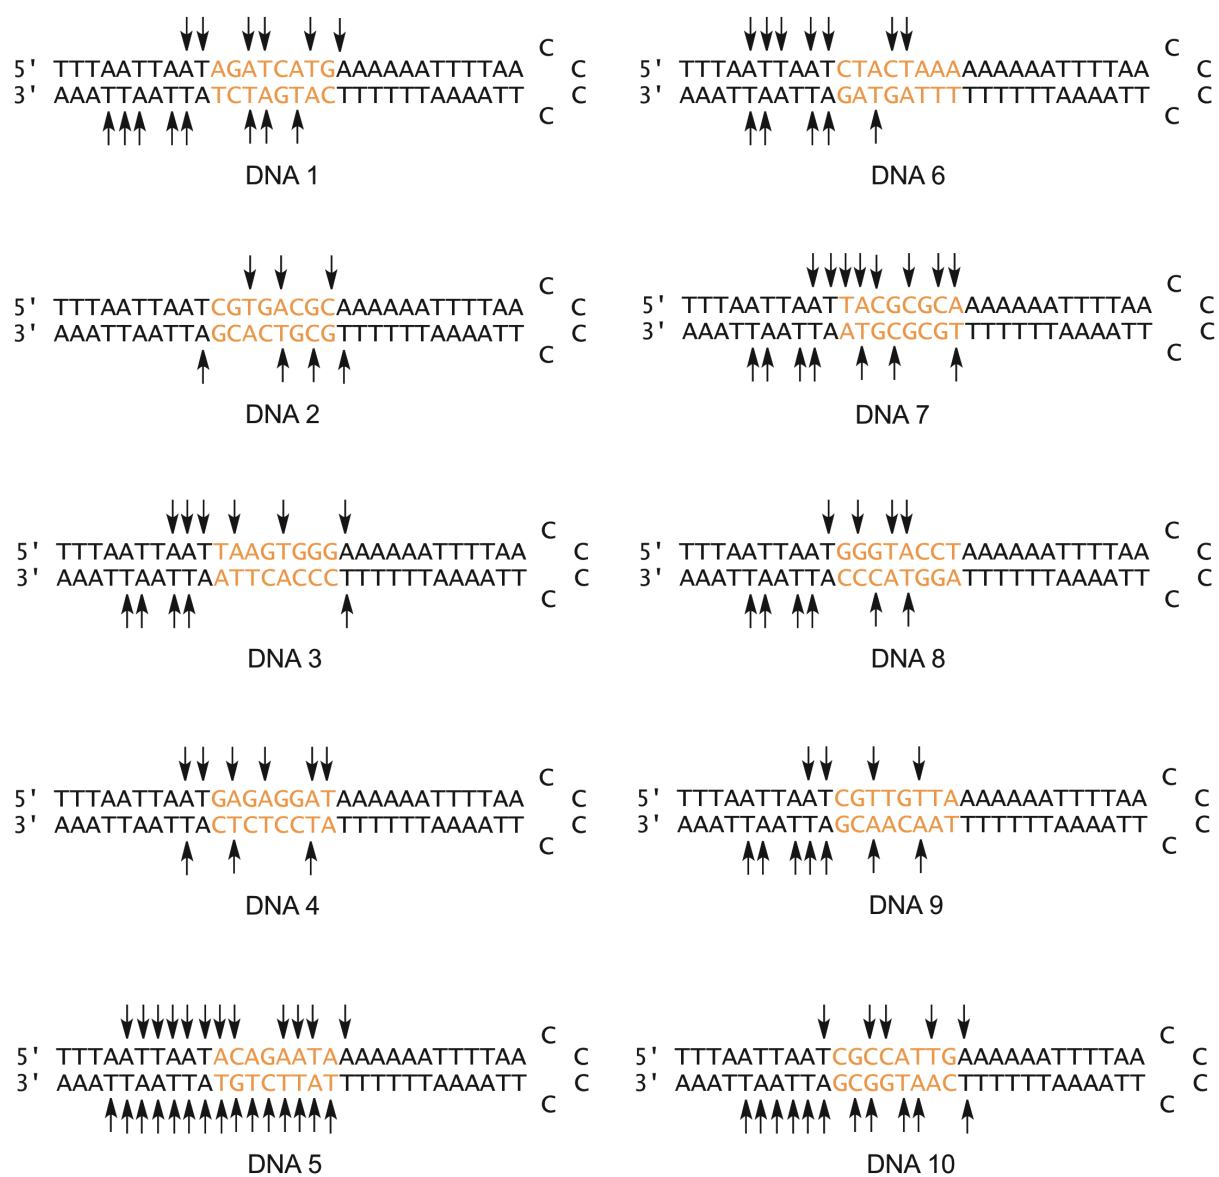 C
5' TTTAATTAATAGATCATGAAAAAATTTTAA C
3' AAATTAATTATCTAGTACTTTTTTAAAATT C
C
DNA 1
C
5' TTTAATTAATCGTGACGCAAAAAATTTTAA C
3' AAATTAATTAGCACTGCGTTTTTTAAAATT C
C
DNA 2
C
5' TTTAATTAATTAAGTGGGAAAAAATTTTAA C
3' AAATTAATTAATTCACCCTTTTTTAAAATT C
C
DNA 3
C
5' TTTAATTAATGAGAGGATAAAAAATTTTAA C
3' AAATTAATTACTCTCCTATTTTTTAAAATT C
C
DNA 4
C
5' TTTAATTAATACAGAATAAAAAAATTTTAA C
3' AAATTAATTATGTCTTATTTTTTTAAAATT C
C
DNA 5
C
5' TTTAATTAATCTACTAAAAAAAAATTTTAA C
3' AAATTAATTAGATGATTTTTTTTTAAAATT C
C
DNA 6
C
5' TTTAATTAATTACGCGCAAAAAAATTTTAA C
3' AAATTAATTAATGCGCGTTTTTTTAAAATT C
C
DNA 7
C
5' TTTAATTAATGGGTACCTAAAAAATTTTAA C
3' AAATTAATTACCCATGGATTTTTTAAAATT C
C
DNA 8
C
5' TTTAATTAATCGTTGTTAAAAAAATTTTAA C
3' AAATTAATTAGCAACAATTTTTTTAAAATT C
C
DNA 9
C
5' TTTAATTAATCGCCATTGAAAAAATTTTAA C
3' AAATTAATTAGCGGTAACTTTTTTAAAATT C
C
DNA 10